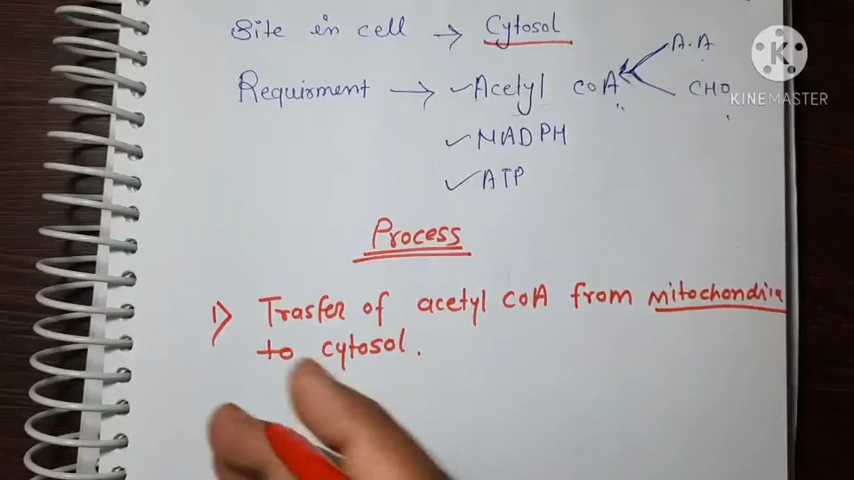 Site in cell → Cytosol
A.A
Requirment → ✓Acetyl coA
CHO
K
KINEMASTER
✓NADPH
✓ATP
Process
1) Trasfer of acetyl coA from mitochondria
to cytosol.